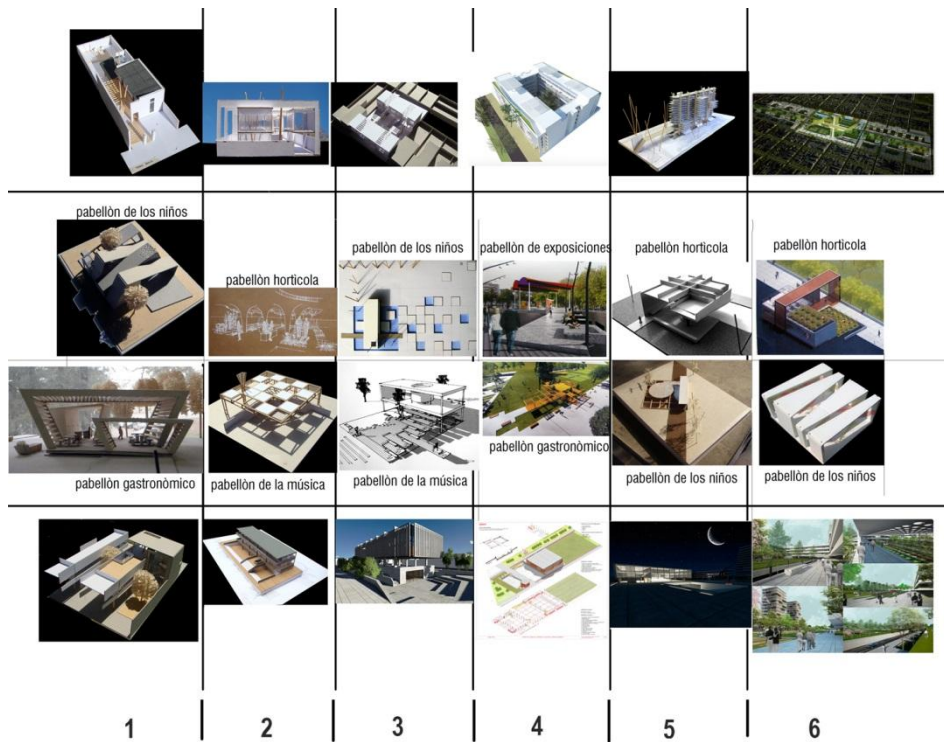 pabellòn de los niños
pabellòn horticola
pabellòn de los niños
pabellòn de exposiciones
pabellòn horticola
pabellòn horticola
pabellòn gastronòmico
pabellòn de la música
pabellòn de la música
pabellòn gastronòmico
pabellòn de los niños
pabellòn de los niños
1
2
3
4
5
6